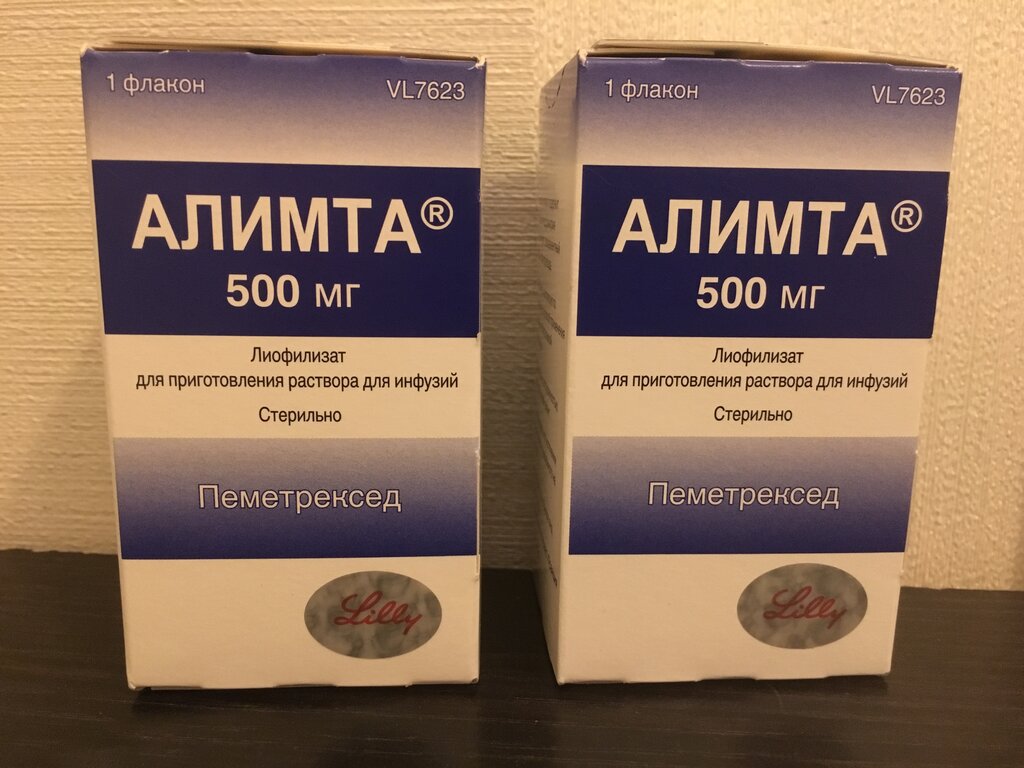 1 флакон VL7623
АЛИМТА®
500 мг
Лиофилизат
для приготовления раствора для инфузий
Стерильно
Пеметрексед
Lilly
1 флакон VL7623
АЛИМТА®
500 мг
Лиофилизат
для приготовления раствора для инфузий
Стерильно
Пеметрексед
Lilly